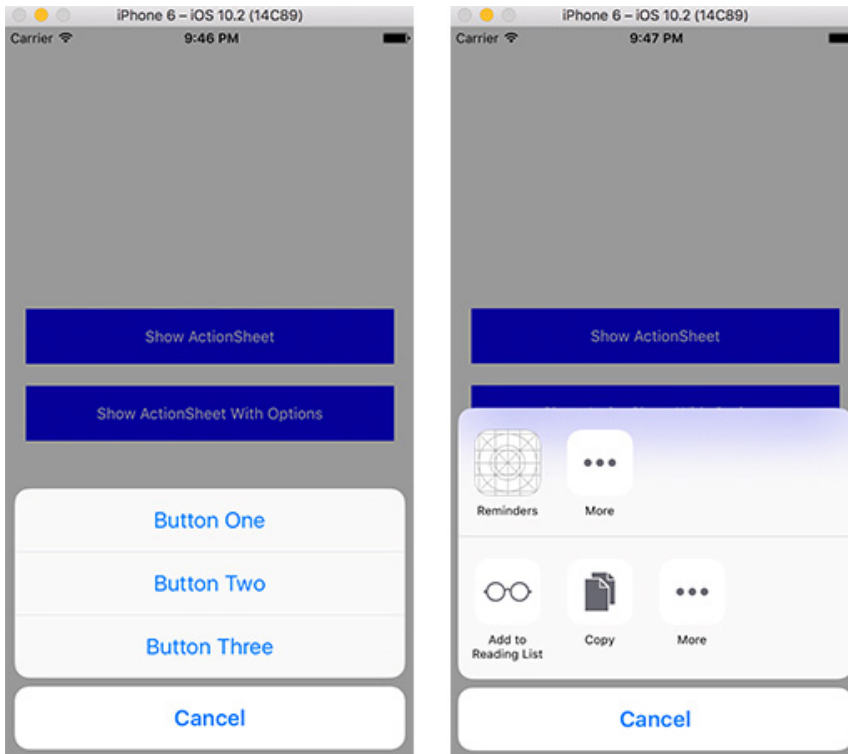 iPhone 6 – iOS 10.2 (14C89)
Carrier
9:46 PM
Show ActionSheet
Show ActionSheet With Options
Button One
Button Two
Button Three
Cancel
iPhone 6 – iOS 10.2 (14C89)
Carrier
9:47 PM
Show ActionSheet
Reminders
More
Add to
Reading List
Copy
More
Cancel